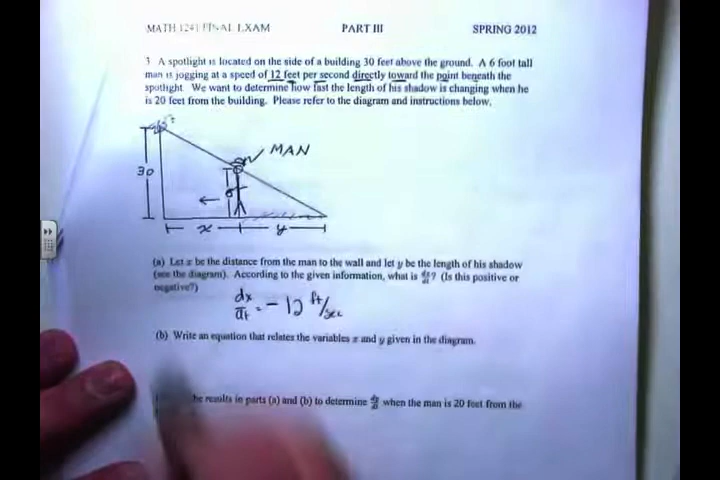 MATH 1241 FINAL EXAM PART III SPRING 2012
3 A spotlight is located on the side of a building 30 feet above the ground. A 6 foot tall
man is jogging at a speed of 12 feet per second directly toward the point beneath the
spotlight We want to determine how fast the length of his shadow is changing when he
is 20 feet from the building. Please refer to the diagram and instructions below.
MAN
30
6
x y
(a) Let x be the distance from the man to the wall and let y be the length of his shadow
(see the diagram). According to the given information, what is dx/dt? (Is this positive or
negative?)
dx/dt = -12 ft/sec
(b) Write an equation that relates the variables x and y given in the diagram.
he results in parts (a) and (b) to determine dy/dt when the man is 20 feet from the